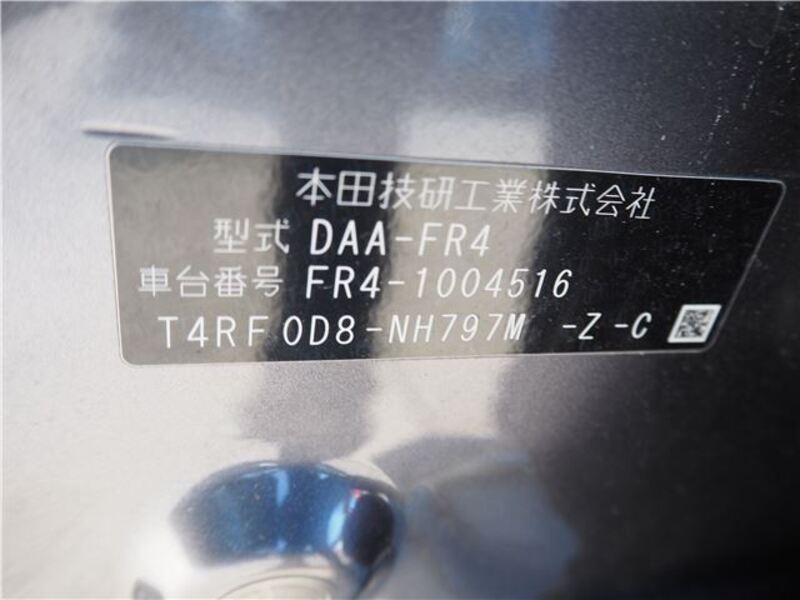 本田技研工業株式会社
型式 DAA-FR4
車台番号 FR4-1004516
T4RF0D8-NH797M -Z-C